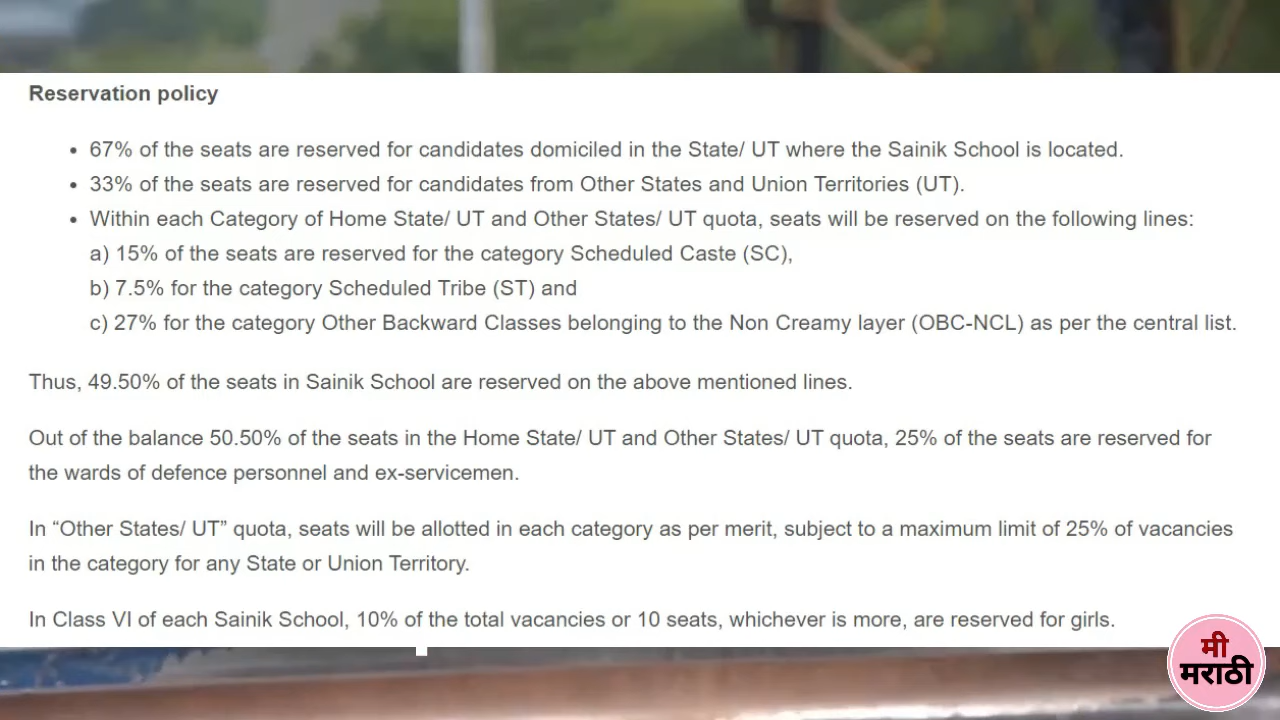 Reservation policy
• 67% of the seats are reserved for candidates domiciled in the State/ UT where the Sainik School is located.
• 33% of the seats are reserved for candidates from Other States and Union Territories (UT).
• Within each Category of Home State/ UT and Other States/ UT quota, seats will be reserved on the following lines:
a) 15% of the seats are reserved for the category Scheduled Caste (SC),
b) 7.5% for the category Scheduled Tribe (ST) and
c) 27% for the category Other Backward Classes belonging to the Non Creamy layer (OBC-NCL) as per the central list.
Thus, 49.50% of the seats in Sainik School are reserved on the above mentioned lines.
Out of the balance 50.50% of the seats in the Home State/ UT and Other States/ UT quota, 25% of the seats are reserved for
the wards of defence personnel and ex-servicemen.
In “Other States/ UT” quota, seats will be allotted in each category as per merit, subject to a maximum limit of 25% of vacancies
in the category for any State or Union Territory.
In Class VI of each Sainik School, 10% of the total vacancies or 10 seats, whichever is more, are reserved for girls.
मी
मराठी